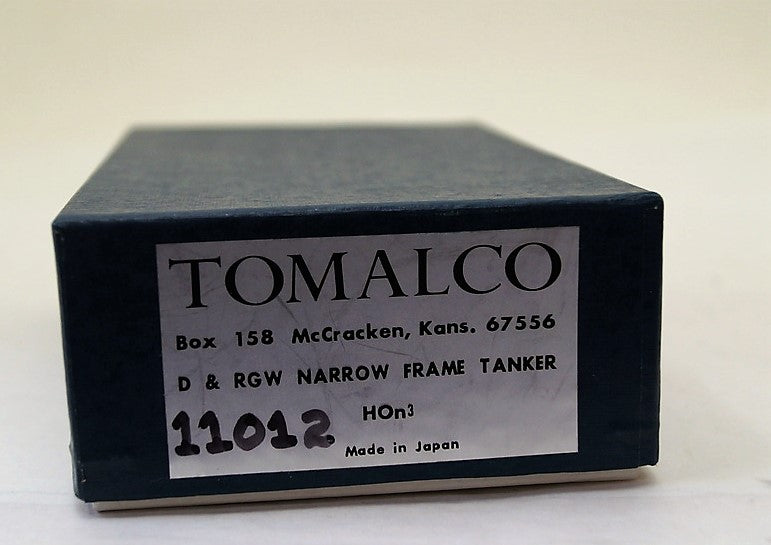 TOMALCO
Box 158 McCracken, Kans. 67556
D & RGW NARROW FRAME TANKER
HOn3
11012
Made in Japan